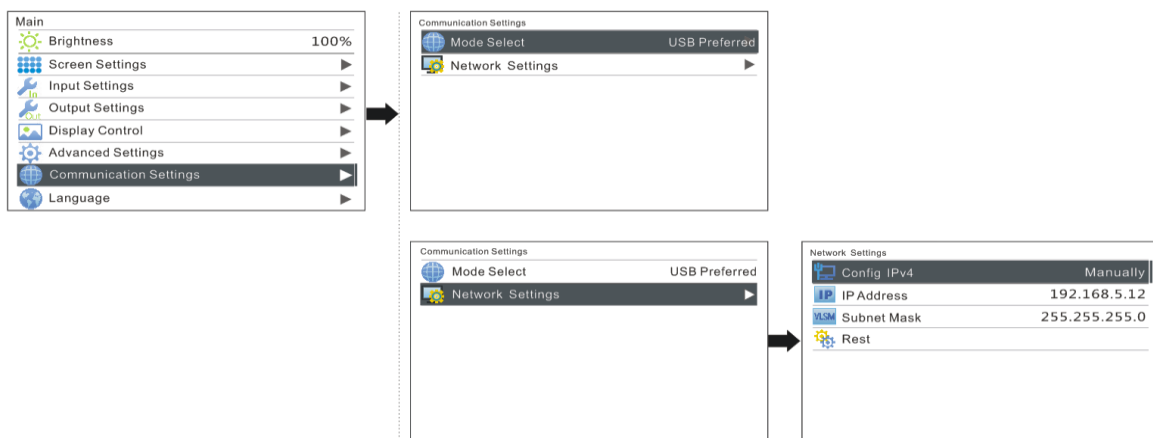 Main
Brightness 100%
Screen Settings
In
Input Settings
Out
Output Settings
Display Control
Advanced Settings
Communication Settings
Language
Communication Settings
Mode Select USB Preferred
Network Settings
Communication Settings
Mode Select USB Preferred
Network Settings
Network Settings
Config IPv4 Manually
IP IP Address 192.168.5.12
VLSM Subnet Mask 255.255.255.0
Rest